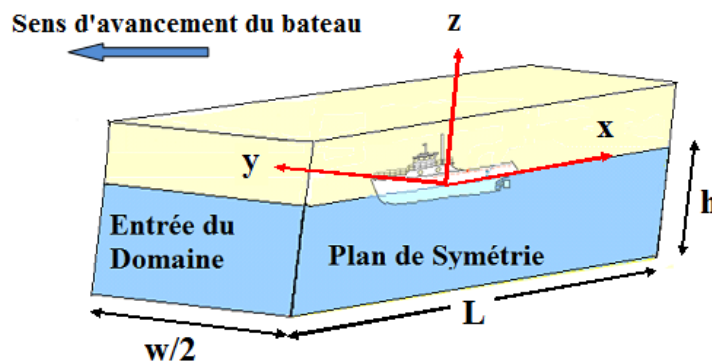 Sens d'avancement du bateau
z
x
y
h
Entrée du
Domaine
Plan de Symétrie
L
w/2